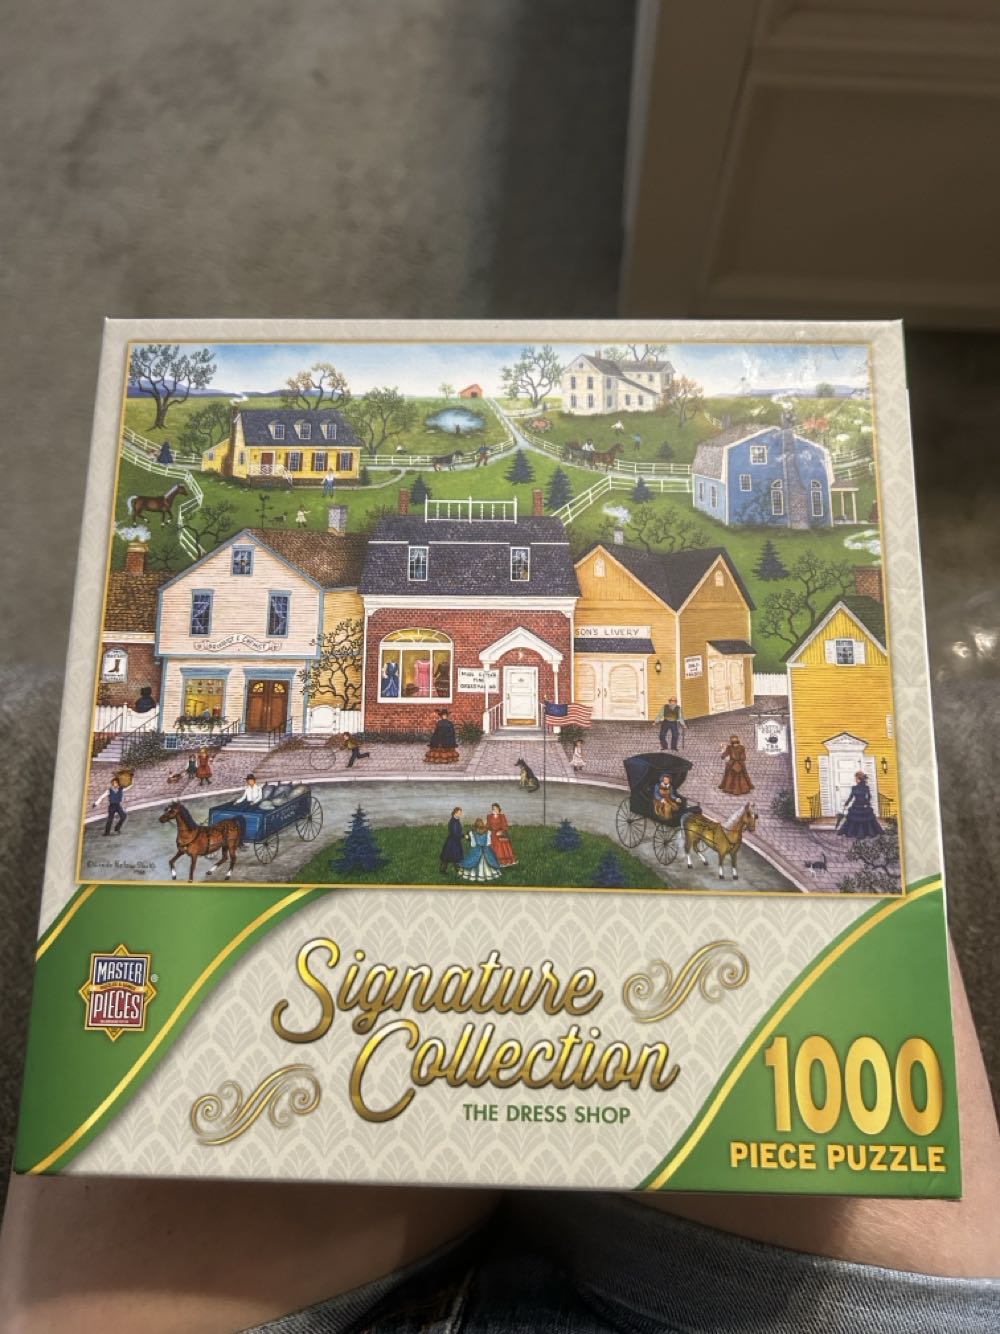 SON'S LIVERY
MASTER
PIECES
Signature
Collection
THE DRESS SHOP
1000
PIECE PUZZLE